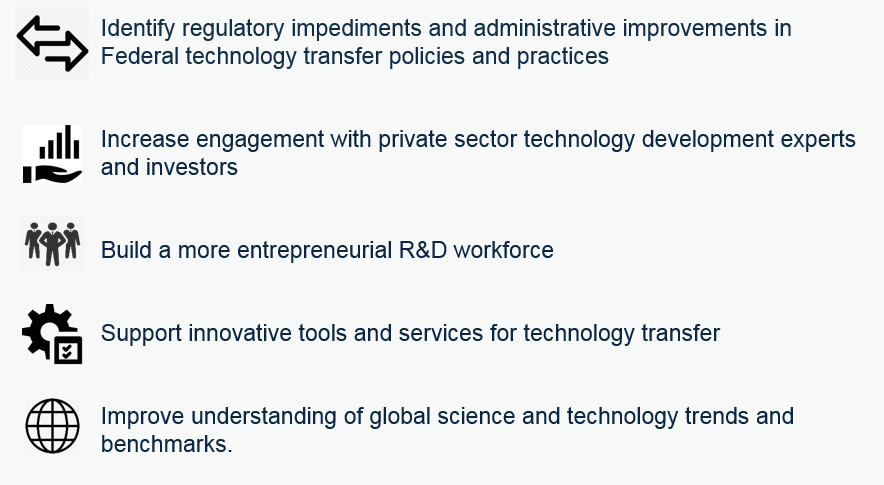 Identify regulatory impediments and administrative improvements in
Federal technology transfer policies and practices
Increase engagement with private sector technology development experts
and investors
Build a more entrepreneurial R&D workforce
Support innovative tools and services for technology transfer
Improve understanding of global science and technology trends and
benchmarks.